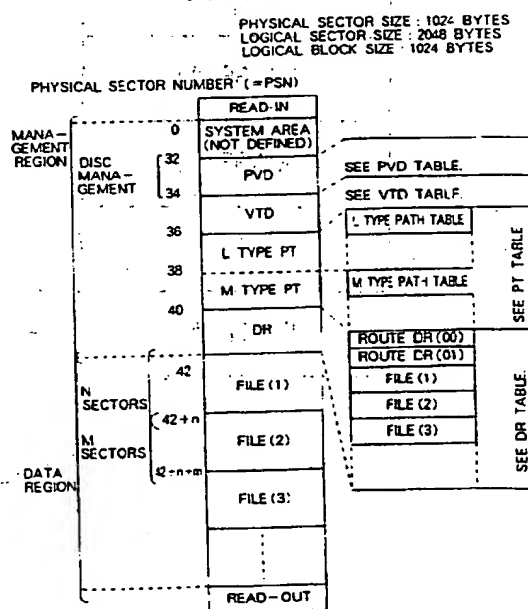 PHYSICAL SECTOR SIZE : 1024 BYTES
LOGICAL SECTOR SIZE : 2048 BYTES
LOGICAL BLOCK SIZE : 1024 BYTES
PHYSICAL SECTOR NUMBER (=PSN)
READ-IN
MANA-
GEMENT
REGION
0
SYSTEM AREA
(NOT DEFINED)
DISC
MANA-
GEMENT
32
PVD
SEE PVD TABLE.
34
VTD
SEE VTD TABLE.
36
L TYPE PT
L TYPE PATH TABLE
38
M TYPE PT
M TYPE PATH TABLE
SEE PT TABLE
40
DR
ROUTE DR(00)
ROUTE DR(01)
FILE(1)
FILE(2)
FILE(3)
SEE DR TABLE.
42
N
SECTORS
FILE(1)
42+n
M
SECTORS
FILE(2)
42+n+m
DATA
REGION
FILE(3)
READ-OUT